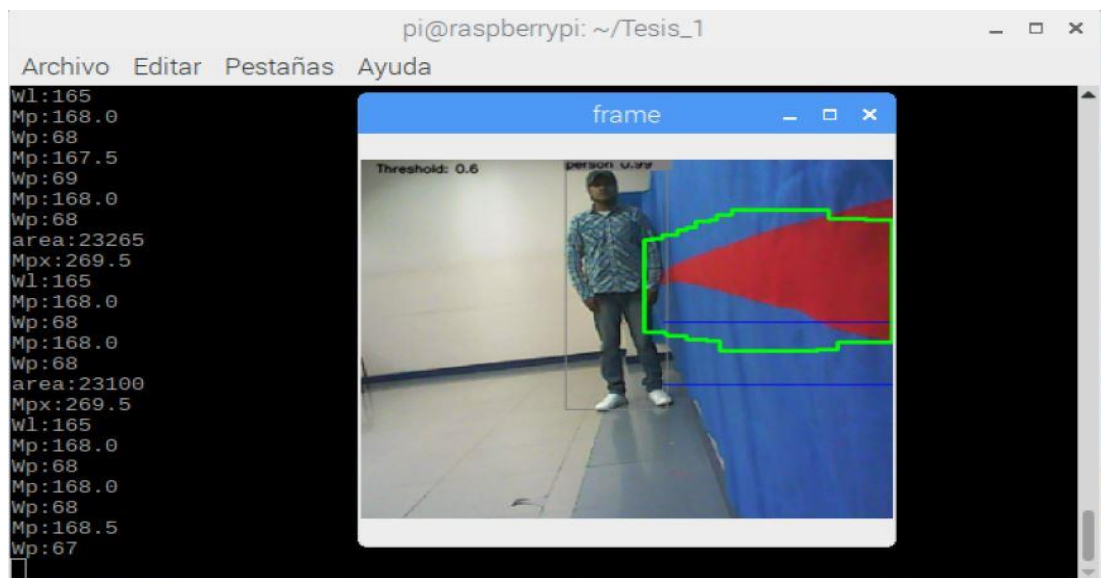 pi@raspberrypi: ~/Tesis_1
Archivo Editar Pestañas Ayuda
Wl:165
Mp:168.0
Wp:68
Mp:167.5
Wp:69
Mp:168.0
Wp:68
area:23265
Mpx:269.5
Wl:165
Mp:168.0
Wp:68
Mp:168.0
Wp:68
area:23100
Mpx:269.5
Wl:165
Mp:168.0
Wp:68
Mp:168.0
Wp:68
Mp:168.5
Wp:67
frame
Threshold: 0.6
person 0.99